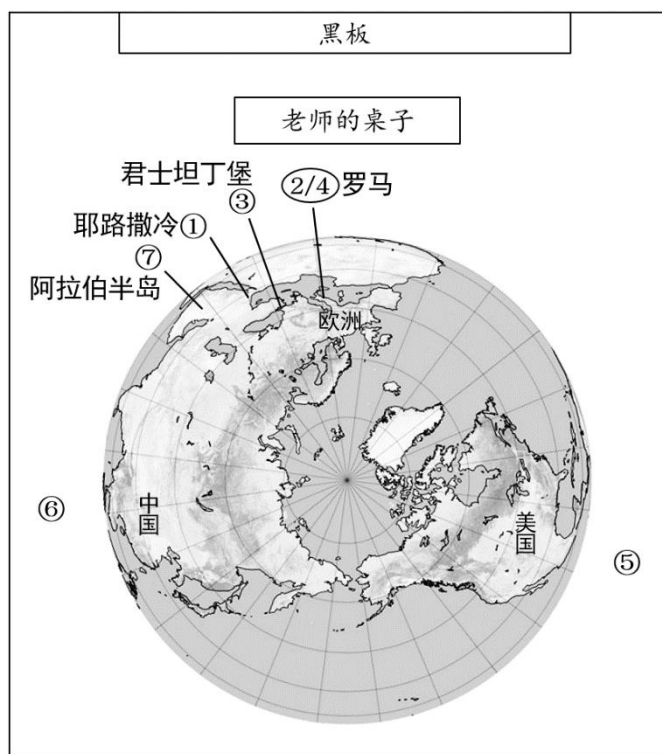 黑板
老师的桌子
君士坦丁堡
③
2/4 罗马
耶路撒冷①
⑦
阿拉伯半岛
欧洲
⑥
中国
美国
⑤